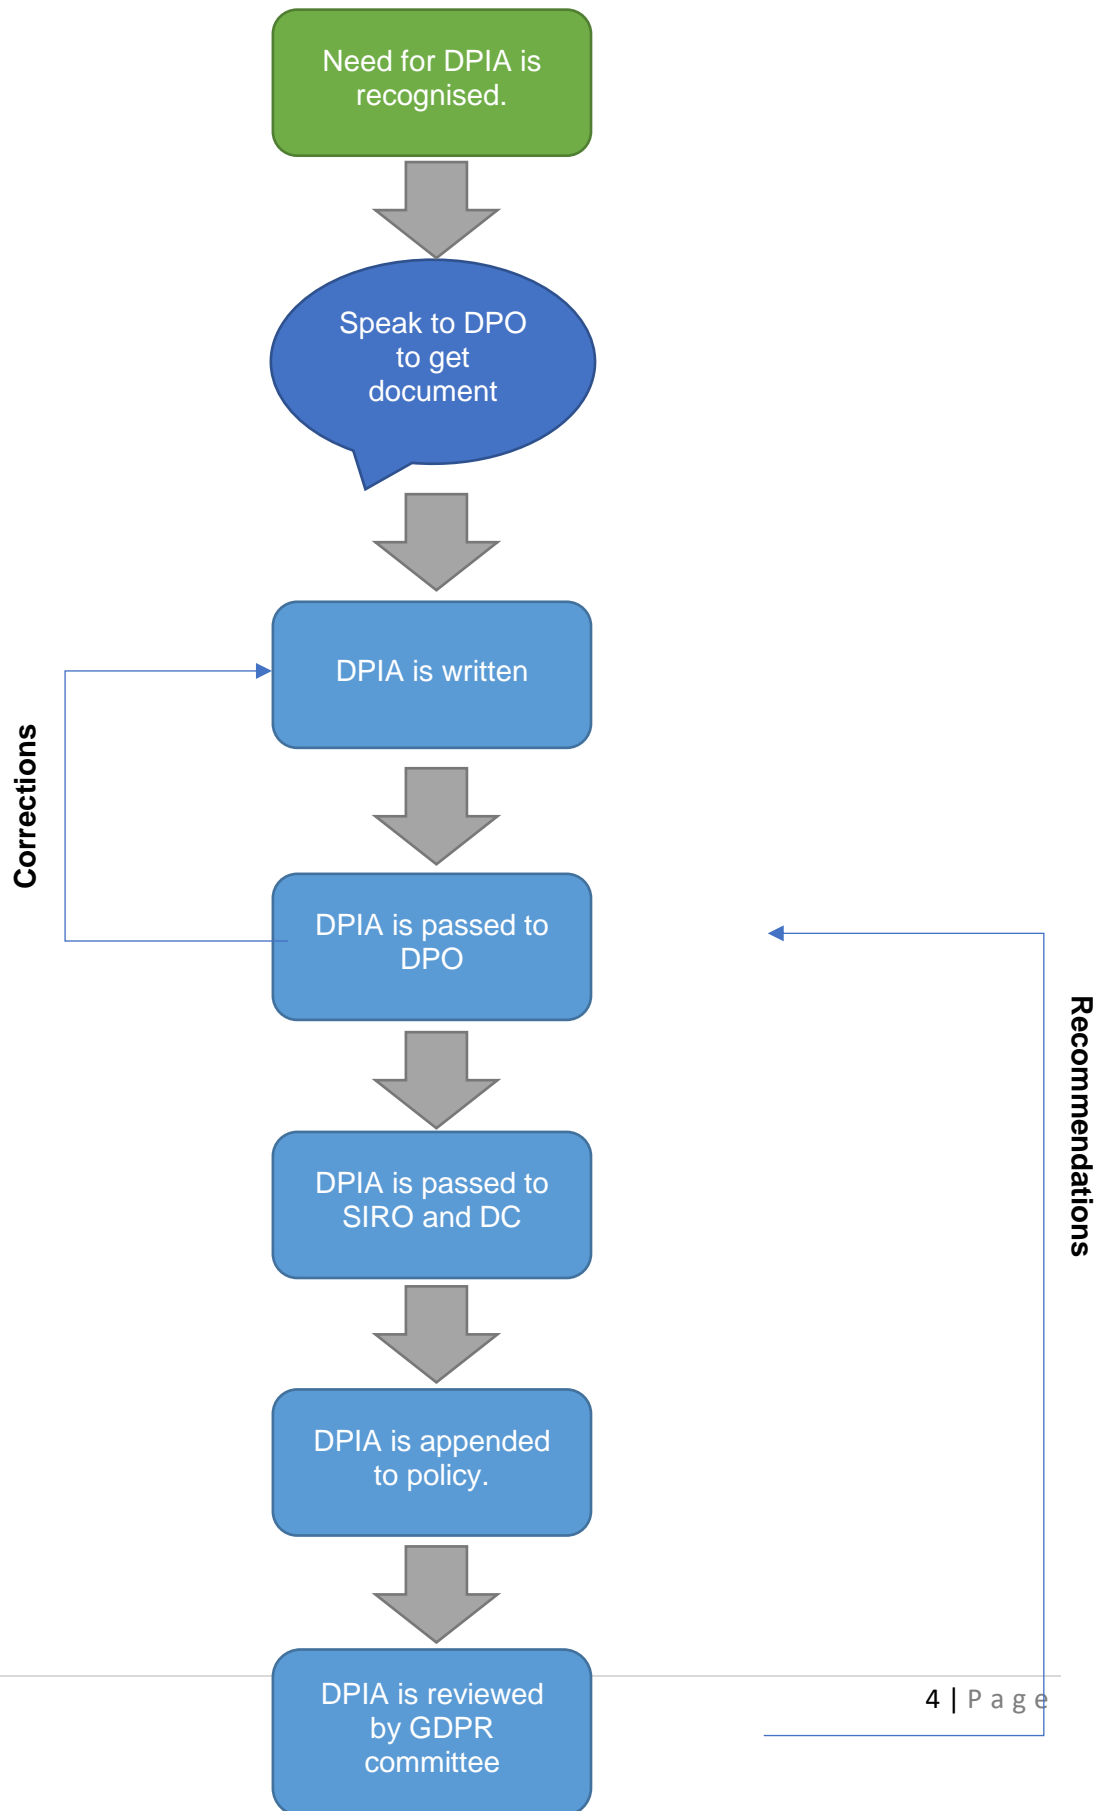 Need for DPIA is
recognised.
Speak to DPO
to get
document
DPIA is written
Corrections
DPIA is passed to
DPO
Recommendations
DPIA is passed to
SIRO and DC
DPIA is appended
to policy.
DPIA is reviewed
by GDPR
committee
4 | Page